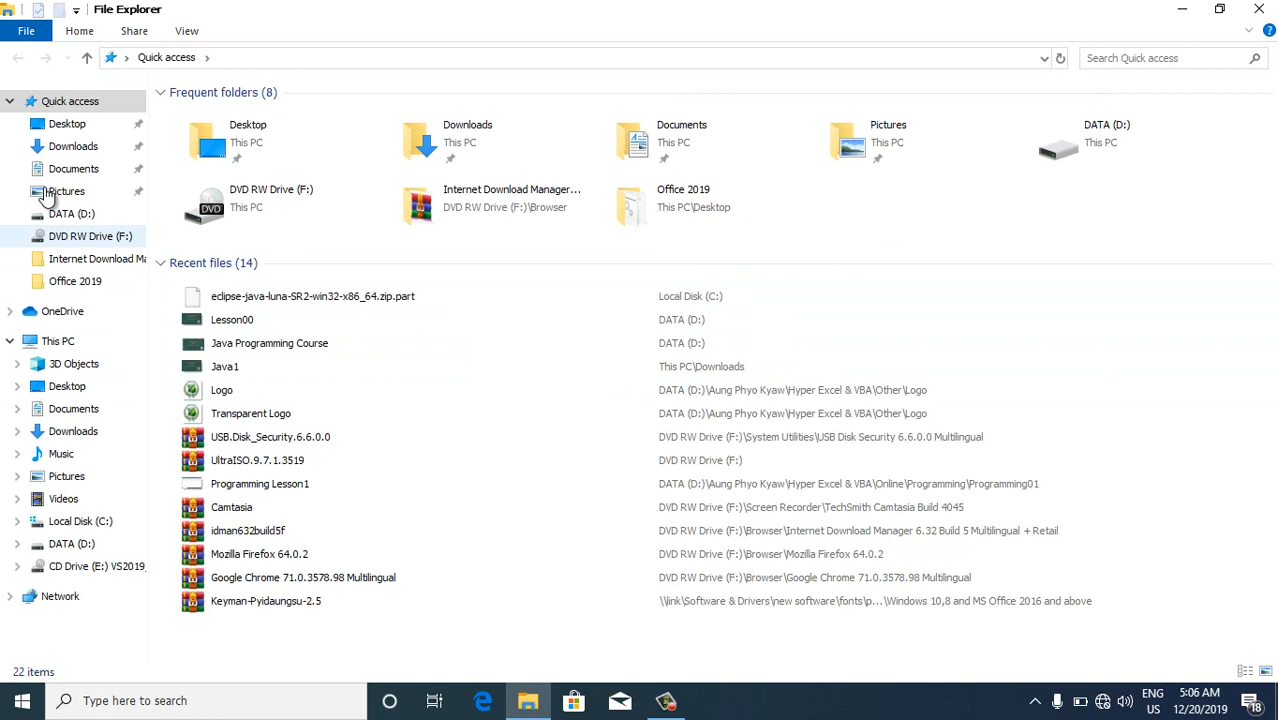 File Explorer
File Home Share View
Quick access
Search Quick access
Quick access
Desktop
Downloads
Documents
Pictures
DATA (D:)
DVD RW Drive (F:)
Internet Download Ma
Office 2019
OneDrive
This PC
3D Objects
Desktop
Documents
Downloads
Music
Pictures
Videos
Local Disk (C:)
DATA (D:)
CD Drive (E:) VS2019_
Network
Frequent folders (8)
Desktop
This PC
Downloads
This PC
Documents
This PC
Pictures
This PC
DATA (D:)
This PC
DVD
DVD RW Drive (F:)
This PC
Internet Download Manager...
DVD RW Drive (F:)\Browser
Office 2019
This PC\Desktop
Recent files (14)
eclipse-java-luna-SR2-win32-x86_64.zip.part Local Disk (C:)
Lesson00 DATA (D:)
Java Programming Course DATA (D:)
Java1 This PC\Downloads
Logo DATA (D:)\Aung Phyo Kyaw\Hyper Excel & VBA\Other\Logo
Transparent Logo DATA (D:)\Aung Phyo Kyaw\Hyper Excel & VBA\Other\Logo
USB.Disk_Security.6.6.0.0 DVD RW Drive (F:)\System Utilities\USB Disk Security 6.6.0.0 Multilingual
UltraISO.9.7.1.3519 DVD RW Drive (F:)
Programming Lesson1 DATA (D:)\Aung Phyo Kyaw\Hyper Excel & VBA\Online\Programming\Programming01
Camtasia DVD RW Drive (F:)\Screen Recorder\TechSmith Camtasia Build 4045
idman632build5f DVD RW Drive (F:)\Browser\Internet Download Manager 6.32 Build 5 Multilingual + Retail
Mozilla Firefox 64.0.2 DVD RW Drive (F:)\Browser\Mozilla Firefox 64.0.2
Google Chrome 71.0.3578.98 Multilingual DVD RW Drive (F:)\Browser\Google Chrome 71.0.3578.98 Multilingual
Keyman-Pyidaungsu-2.5 \\link\Software & Drivers\new software\fonts\p...\Windows 10,8 and MS Office 2016 and above
22 items
Type here to search
ENG
US
5:06 AM
12/20/2019
18